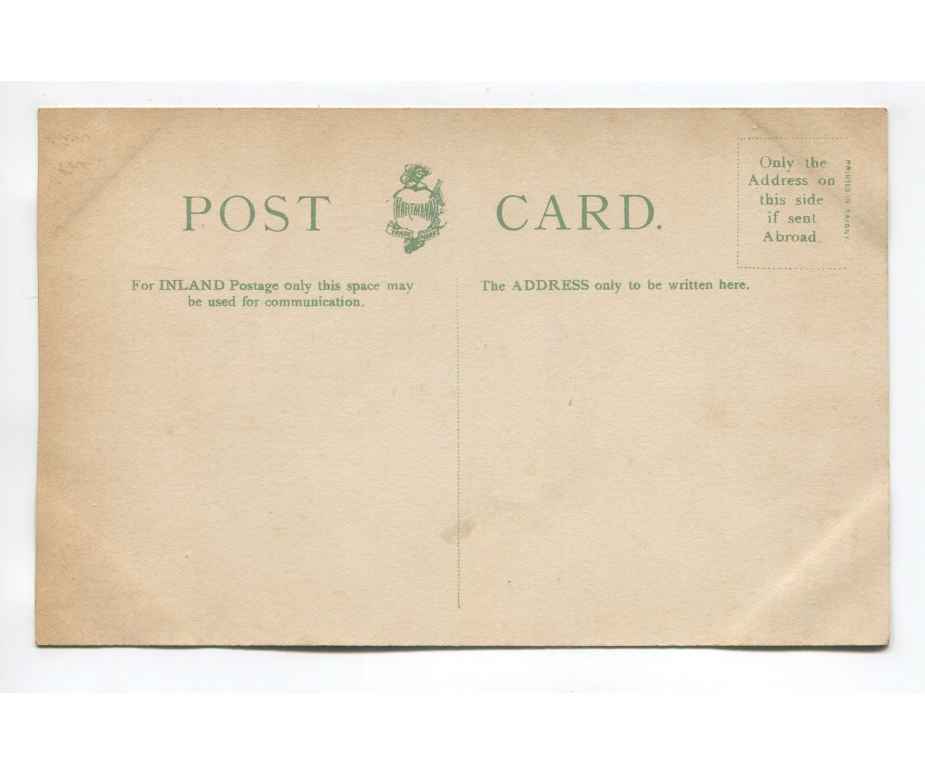 POST CARD.
HARTMANN
Only the
Address on
this side
if sent
Abroad.
PRINTED IN SAXONY
For INLAND Postage only this space may
be used for communication.
The ADDRESS only to be written here.